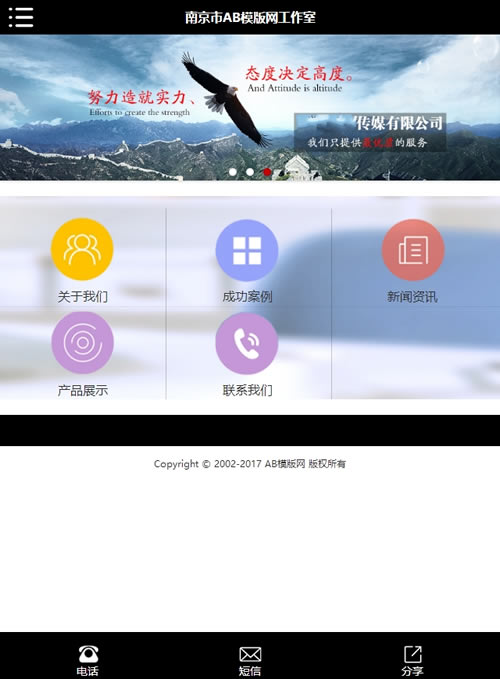 南京市AB模版网工作室
态度决定高度。
And Attitude is altitude
努力造就实力、
Efforts to create the strength
传媒有限公司
我们只提供最优质的服务
关于我们
成功案例
新闻资讯
产品展示
联系我们
Copyright © 2002-2017 AB模版网 版权所有
电话
短信
分享